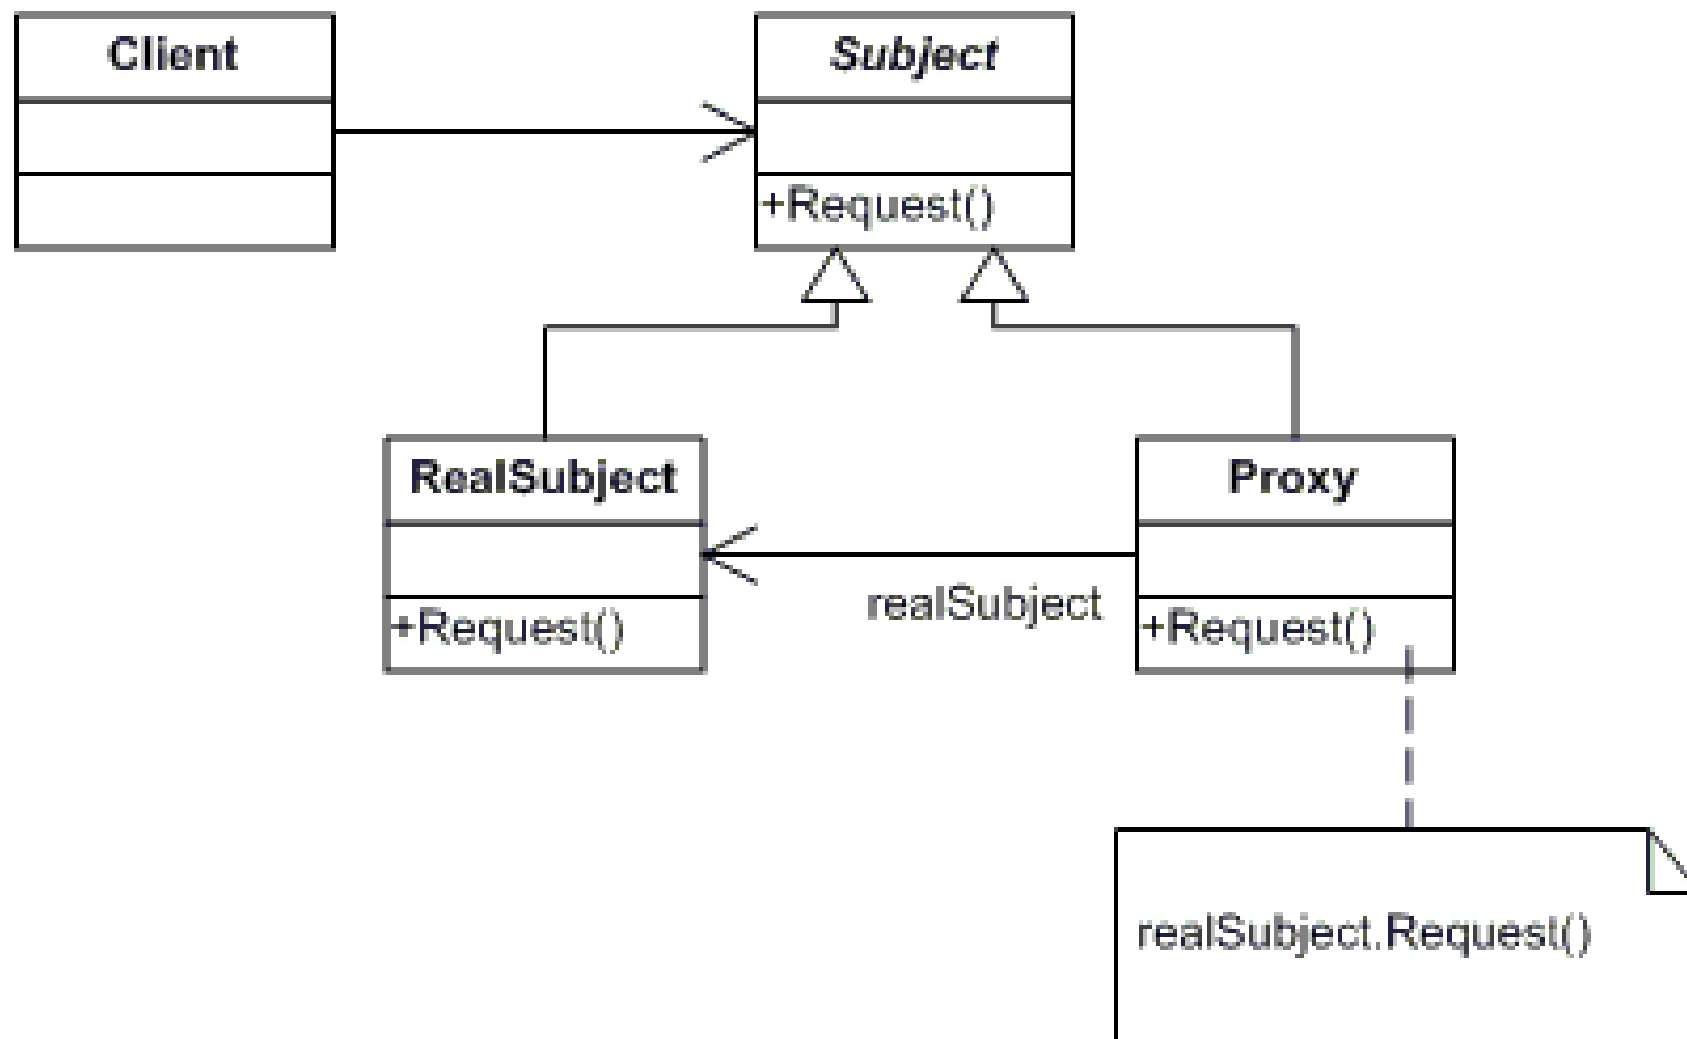 Client
Subject
+Request()
RealSubject
Proxy
realSubject
+Request()
+Request()
realSubject.Request()